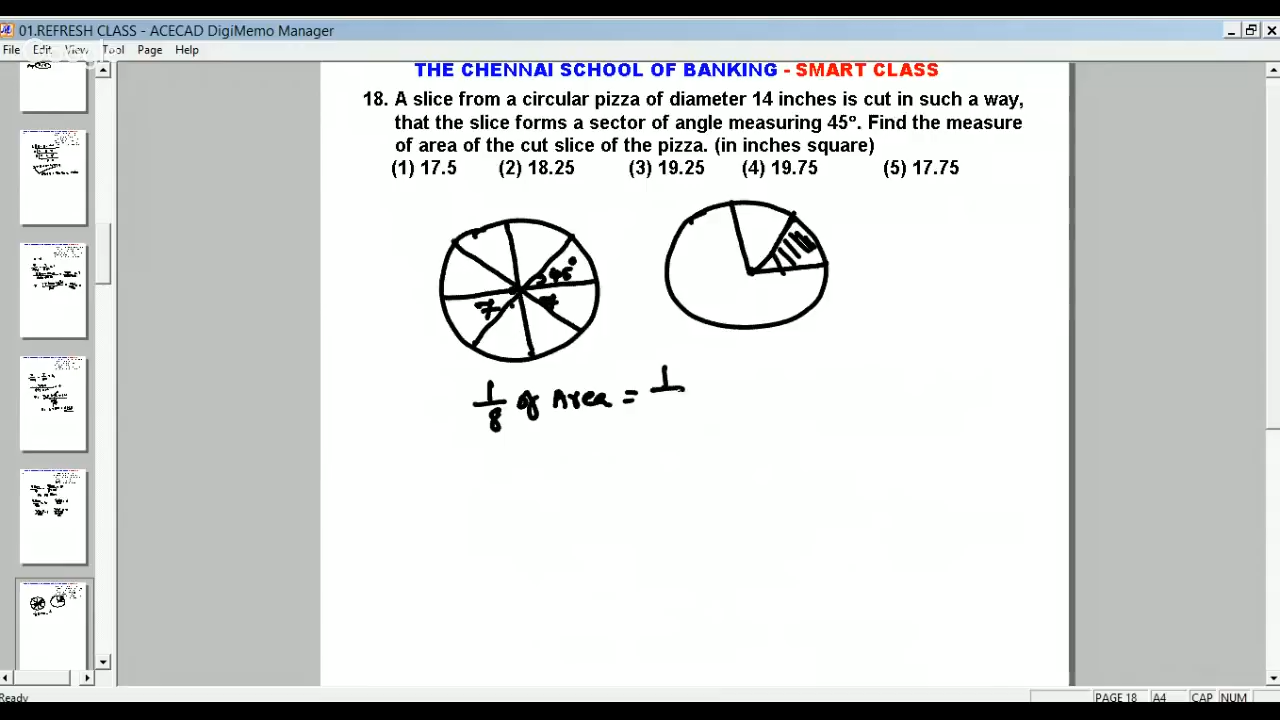 01.REFRESH CLASS - ACECAD DigiMemo Manager
File Edit View Tool Page Help
THE CHENNAI SCHOOL OF BANKING - SMART CLASS
18. A slice from a circular pizza of diameter 14 inches is cut in such a way,
that the slice forms a sector of angle measuring 45º. Find the measure
of area of the cut slice of the pizza. (in inches square)
(1) 17.5 (2) 18.25 (3) 19.25 (4) 19.75 (5) 17.75
45°
7
1/8 of Area = 1
Ready
PAGE 18 A4 CAP NUM